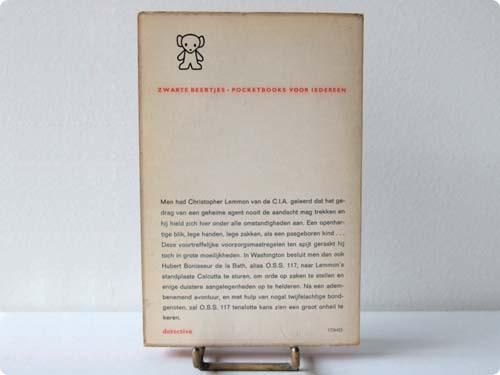 ZWARTE BEERTJES - POCKETBOOKS VOOR IEDEREEN
Men had Christopher Lemmon van de C.I.A. geleerd dat het ge-
drag van een geheime agent nooit de aandacht mag trekken en
hij hield zich hier onder alle omstandigheden aan. Een openhar-
tige blik, lege handen, lege zakken, als een pasgeboren kind...
Deze voortreffelijke voorzorgsmaatregelen ten spijt geraakt hij
toch in grote moeilijkheden. In Washington besluit men dan ook
Hubert Bonisseur de la Bath, alias O.S.S. 117, naar Lemmon's
standplaats Calcutta te sturen, om orde op zaken te stellen en
enige duistere aangelegenheden op te helderen. Na een adem-
benemend avontuur, en met hulp van nogal twijfelachtige bond-
genoten, zal O.S.S. 117 tenslotte kans zien een groot onheil te
keren.
detective